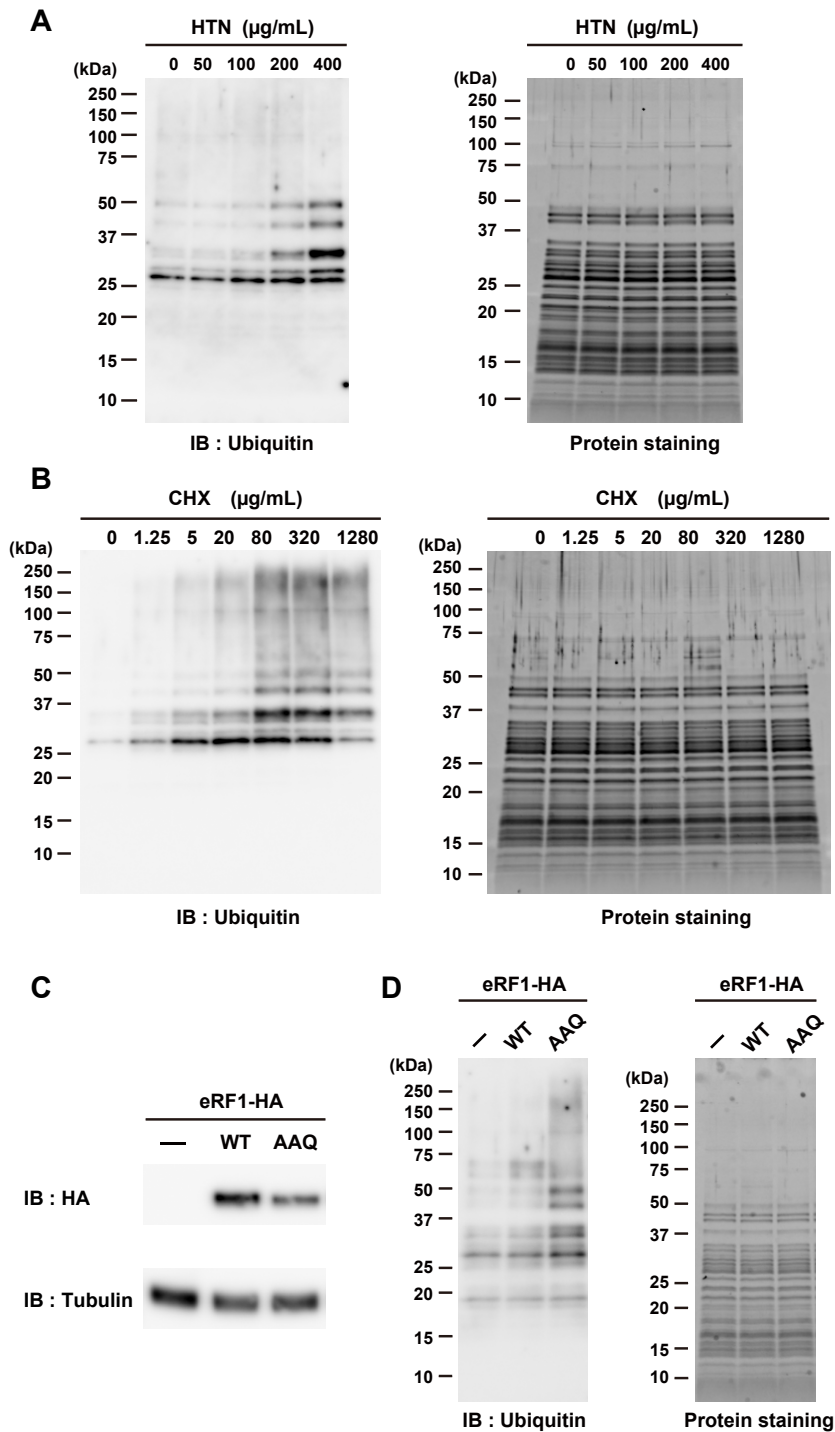 A
HTN (µg/mL)
0 50 100 200 400
(kDa)
250
150
100
75
50
37
25
20
15
10
IB : Ubiquitin
HTN (µg/mL)
0 50 100 200 400
(kDa)
250
150
100
75
50
37
25
20
15
10
Protein staining
B
CHX (µg/mL)
0 1.25 5 20 80 320 1280
(kDa)
250
150
100
75
50
37
25
20
15
10
IB : Ubiquitin
CHX (µg/mL)
0 1.25 5 20 80 320 1280
(kDa)
250
150
100
75
50
37
25
20
15
10
Protein staining
C
eRF1-HA
— WT AAQ
IB : HA
IB : Tubulin
D
eRF1-HA
— WT AAQ
(kDa)
250
150
100
75
50
37
25
20
15
10
IB : Ubiquitin
eRF1-HA
— WT AAQ
(kDa)
250
150
100
75
50
37
25
20
15
10
Protein staining